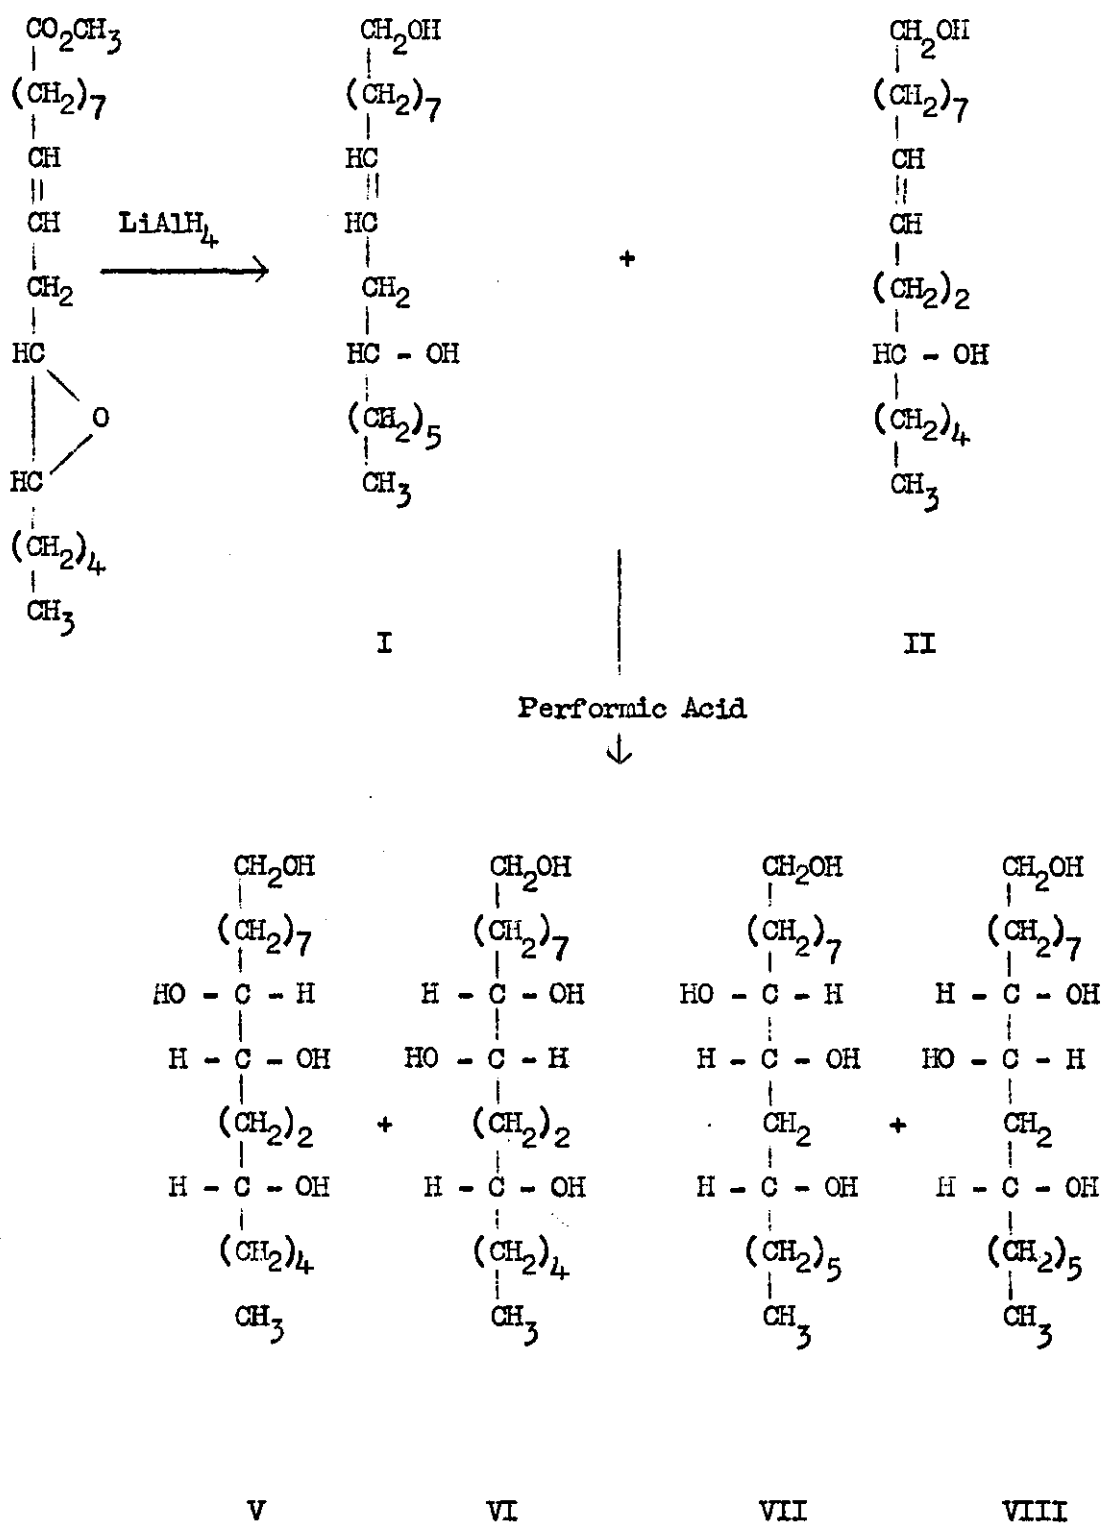 CO₂CH₃ CH₂OH CH₂OH
(CH₂)₇ (CH₂)₇ (CH₂)₇
CH HC CH
CH LiAlH₄ HC CH
CH₂ + CH₂ (CH₂)₂
HC HC - OH HC - OH
O (CH₂)₅ (CH₂)₄
HC CH₃ CH₃
(CH₂)₄
CH₃
I II
Performic Acid
CH₂OH CH₂OH CH₂OH CH₂OH
(CH₂)₇ (CH₂)₇ (CH₂)₇ (CH₂)₇
HO - C - H H - C - OH HO - C - H H - C - OH
H - C - OH HO - C - H H - C - OH HO - C - H
(CH₂)₂ + (CH₂)₂ CH₂ + CH₂
H - C - OH H - C - OH H - C - OH H - C - OH
(CH₂)₄ (CH₂)₄ (CH₂)₅ (CH₂)₅
CH₃ CH₃ CH₃ CH₃
V VI VII VIII